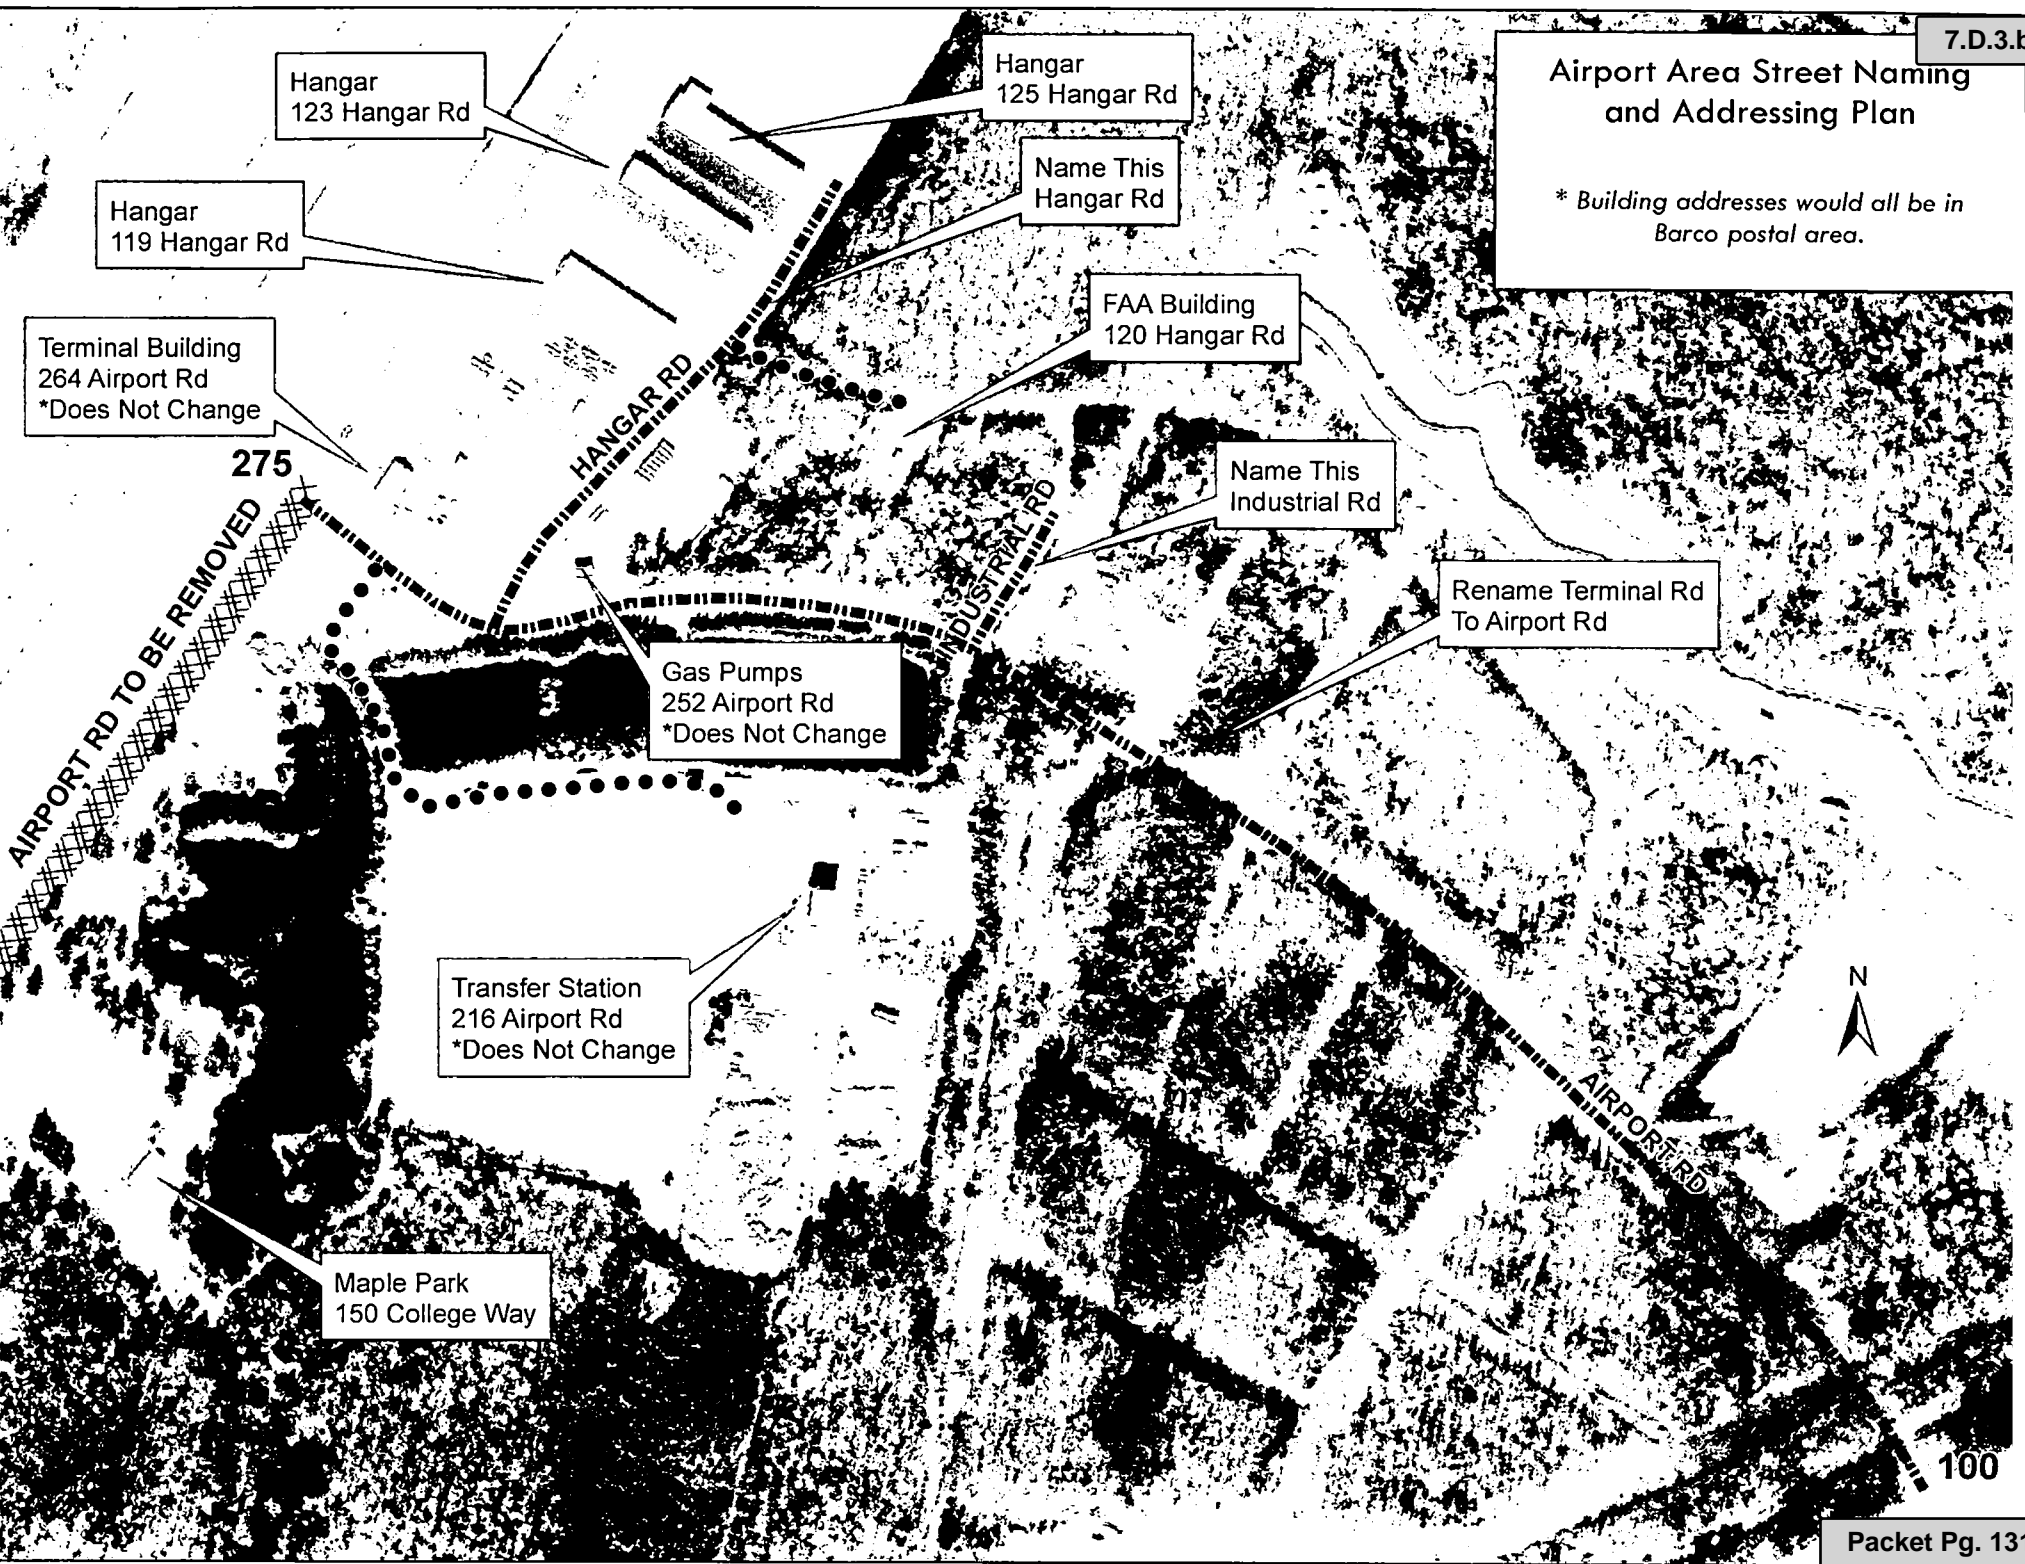 7.D.3.b
Airport Area Street Naming
and Addressing Plan
* Building addresses would all be in
Barco postal area.
Hangar
123 Hangar Rd
Hangar
125 Hangar Rd
Name This
Hangar Rd
Hangar
119 Hangar Rd
FAA Building
120 Hangar Rd
Terminal Building
264 Airport Rd
*Does Not Change
HANGAR RD
275
Name This
Industrial Rd
INDUSTRIAL RD
AIRPORT RD TO BE REMOVED
Rename Terminal Rd
To Airport Rd
Gas Pumps
252 Airport Rd
*Does Not Change
Transfer Station
216 Airport Rd
*Does Not Change
N
AIRPORT RD
Maple Park
150 College Way
100
Packet Pg. 131